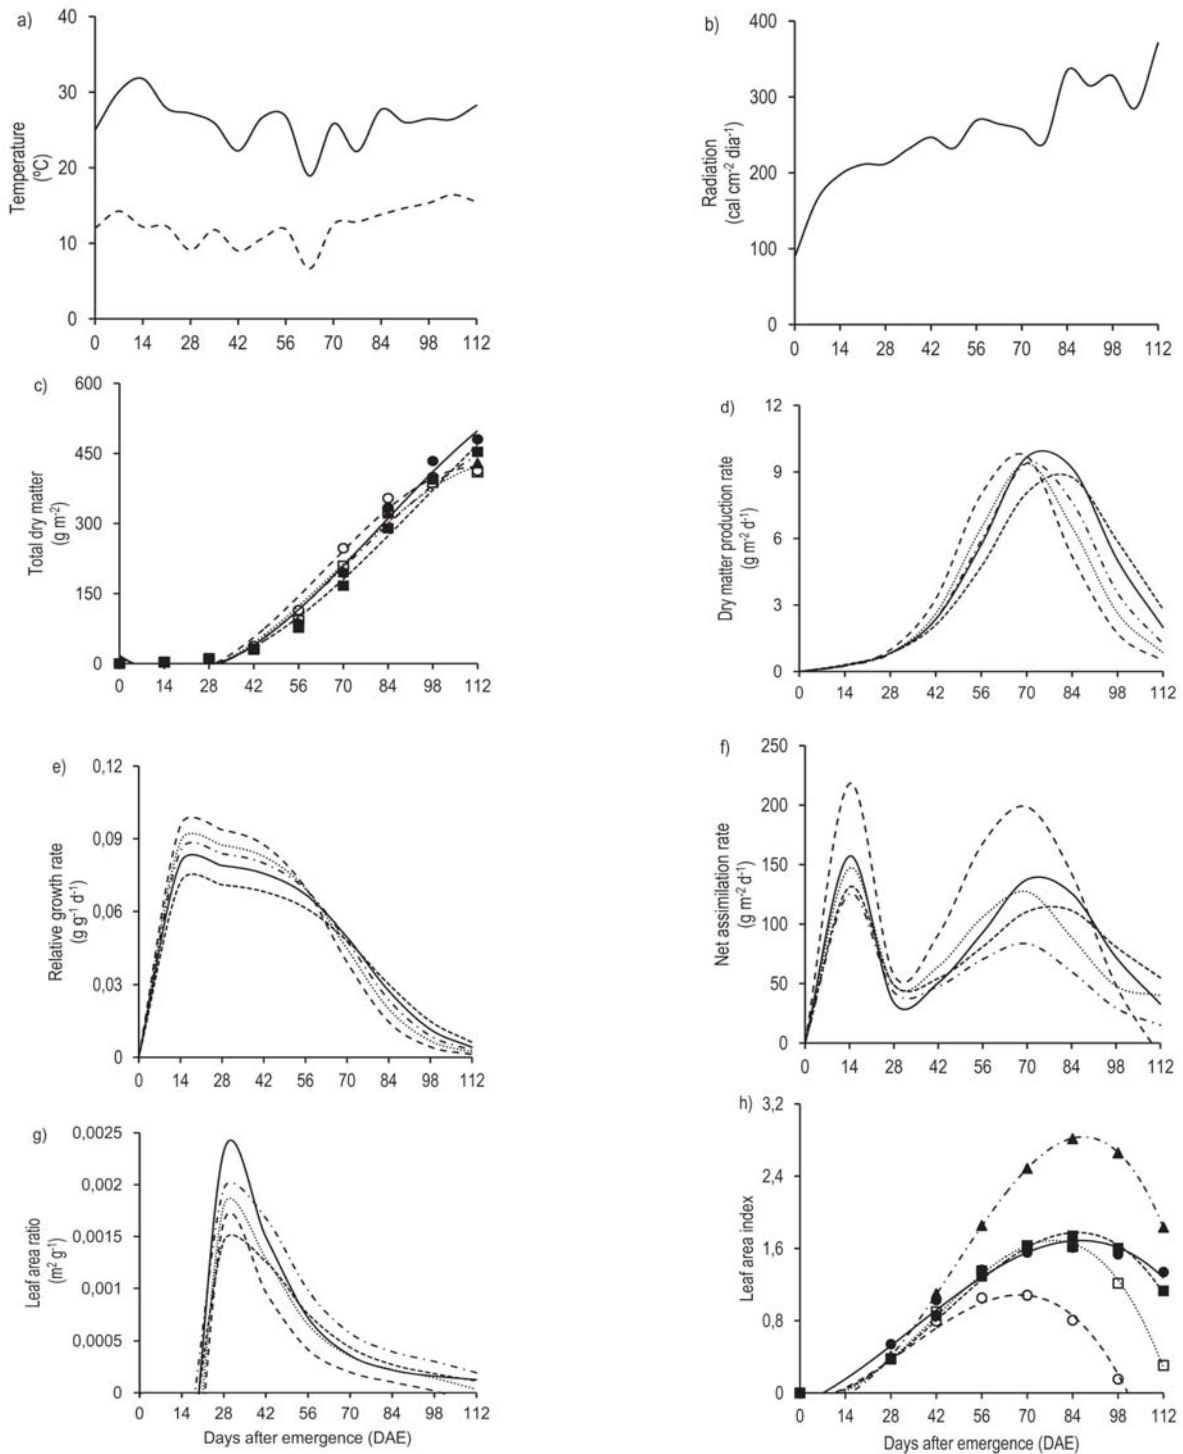 a)
Temperature
(ºC)
40
30
20
10
0
0 14 28 42 56 70 84 98 112
b)
Radiation
(cal cm-2 dia-1)
400
300
200
100
0
0 14 28 42 56 70 84 98 112
c)
Total dry matter
(g m-2)
600
450
300
150
0
0 14 28 42 56 70 84 98 112
d)
Dry matter production rate
(g m-2 d-1)
12
9
6
3
0
0 14 28 42 56 70 84 98 112
e)
Relative growth rate
(g g-1 d-1)
0,12
0,09
0,06
0,03
0
0 14 28 42 56 70 84 98 112
f)
Net assimilation rate
(g m-2 d-1)
250
200
150
100
50
0
0 14 28 42 56 70 84 98 112
g)
Leaf area ratio
(m2 g-1)
0,0025
0,002
0,0015
0,001
0,0005
0
0 14 28 42 56 70 84 98 112
Days after emergence (DAE)
h)
Leaf area index
3,2
2,4
1,6
0,8
0
0 14 28 42 56 70 84 98 112
Days after emergence (DAE)